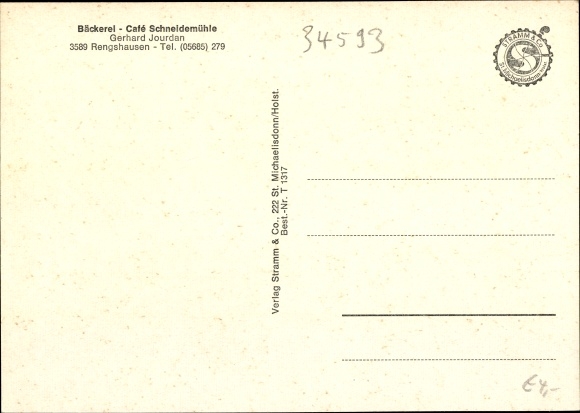 Bäckerei - Café Schneidemühle
Gerhard Jourdan
3589 Rengshausen - Tel. (05685) 279
34593
STRAMM & Co
St. Michaelisdonn
Verlag Stramm & Co., 222 St. Michaelisdonn/Holst.
Best.-Nr. T 1317
€4,-